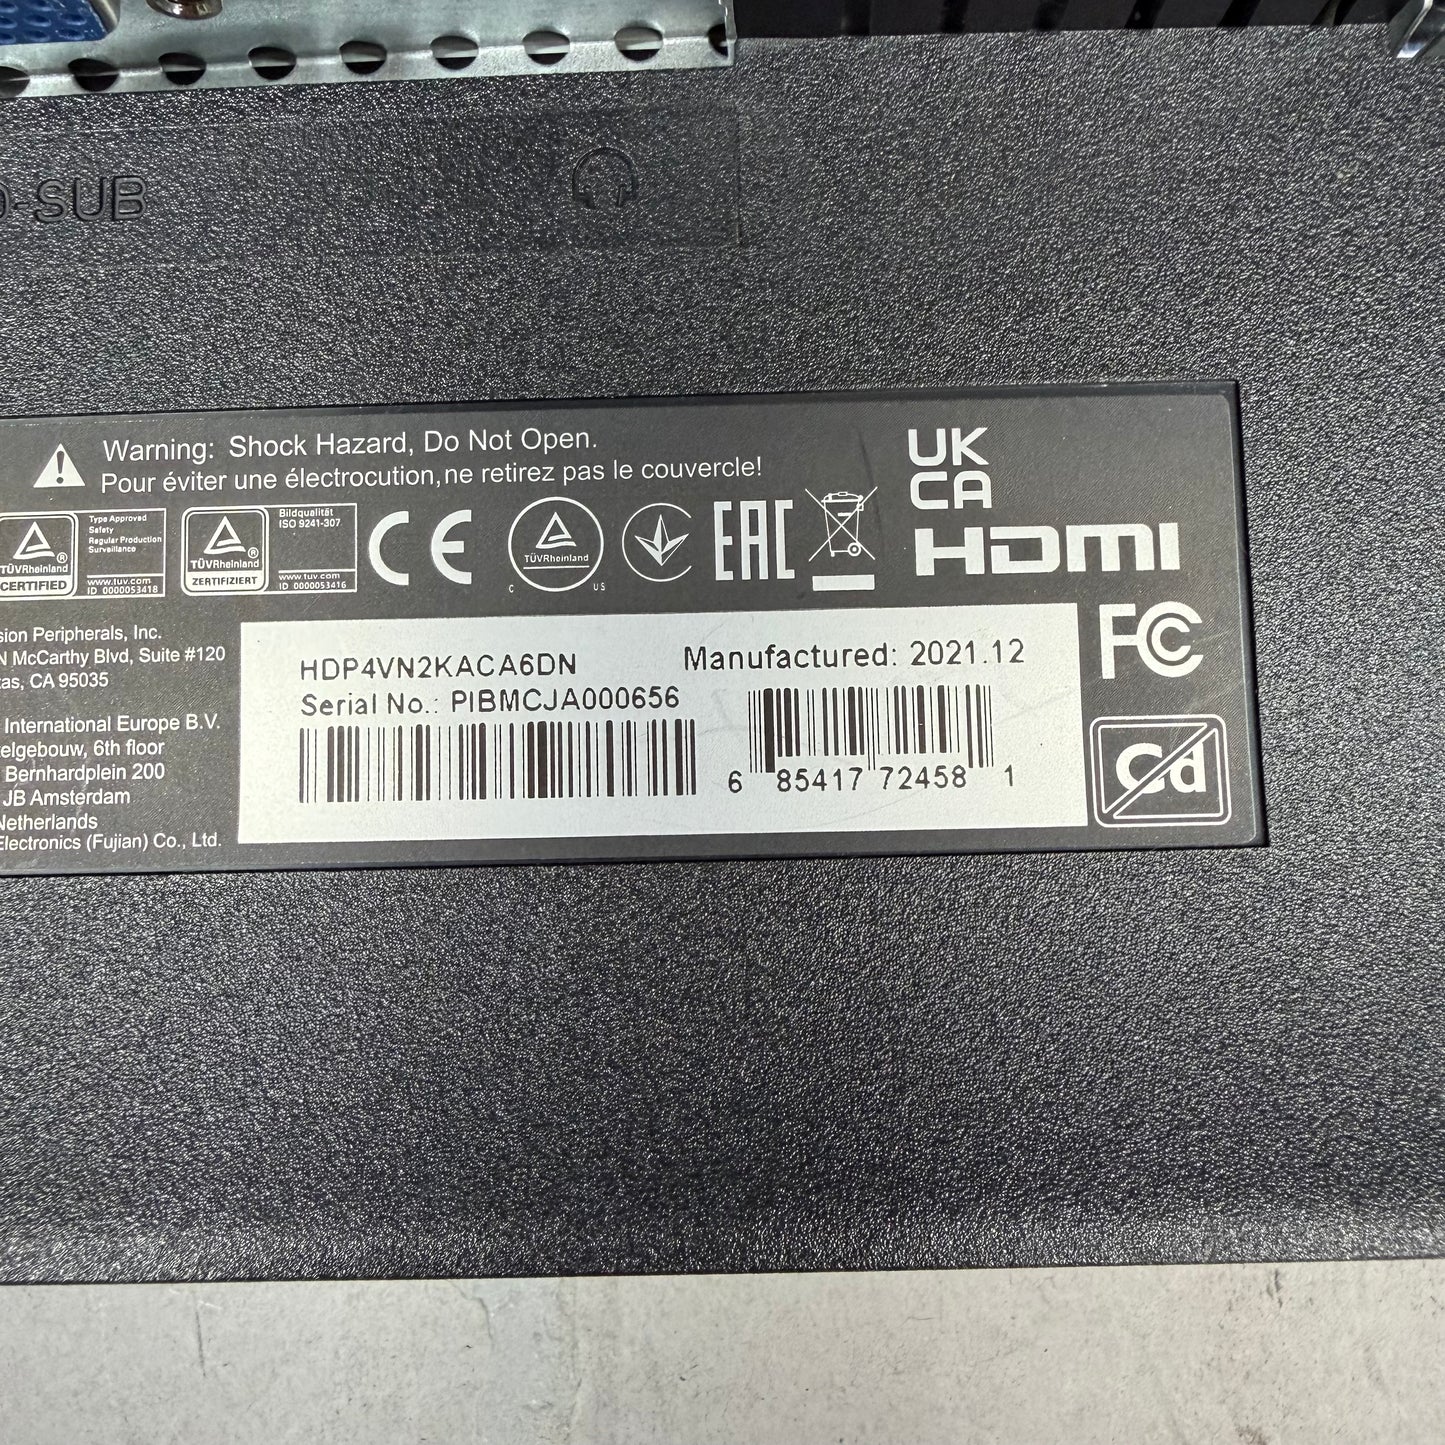 D-SUB
Warning: Shock Hazard, Do Not Open.
Pour éviter une électrocution,ne retirez pas le couvercle!
UK
CA
TÜVRheinland
CERTIFIED
Type Approved
Safety
Regular Production
Surveillance
www.tuv.com
ID 0000053418
TÜVRheinland
ZERTIFIZIERT
Bildqualität
ISO 9241-307
www.tuv.com
ID 0000053416
CE
TÜVRheinland
C US
EAC
HDMI
FC
sion Peripherals, Inc.
N McCarthy Blvd, Suite #120
tas, CA 95035
International Europe B.V.
elgebouw, 6th floor
Bernhardplein 200
JB Amsterdam
Netherlands
Electronics (Fujian) Co., Ltd.
HDP4VN2KACA6DN
Manufactured: 2021.12
Serial No.: PIBMCJA000656
6 85417 72458 1
Cd